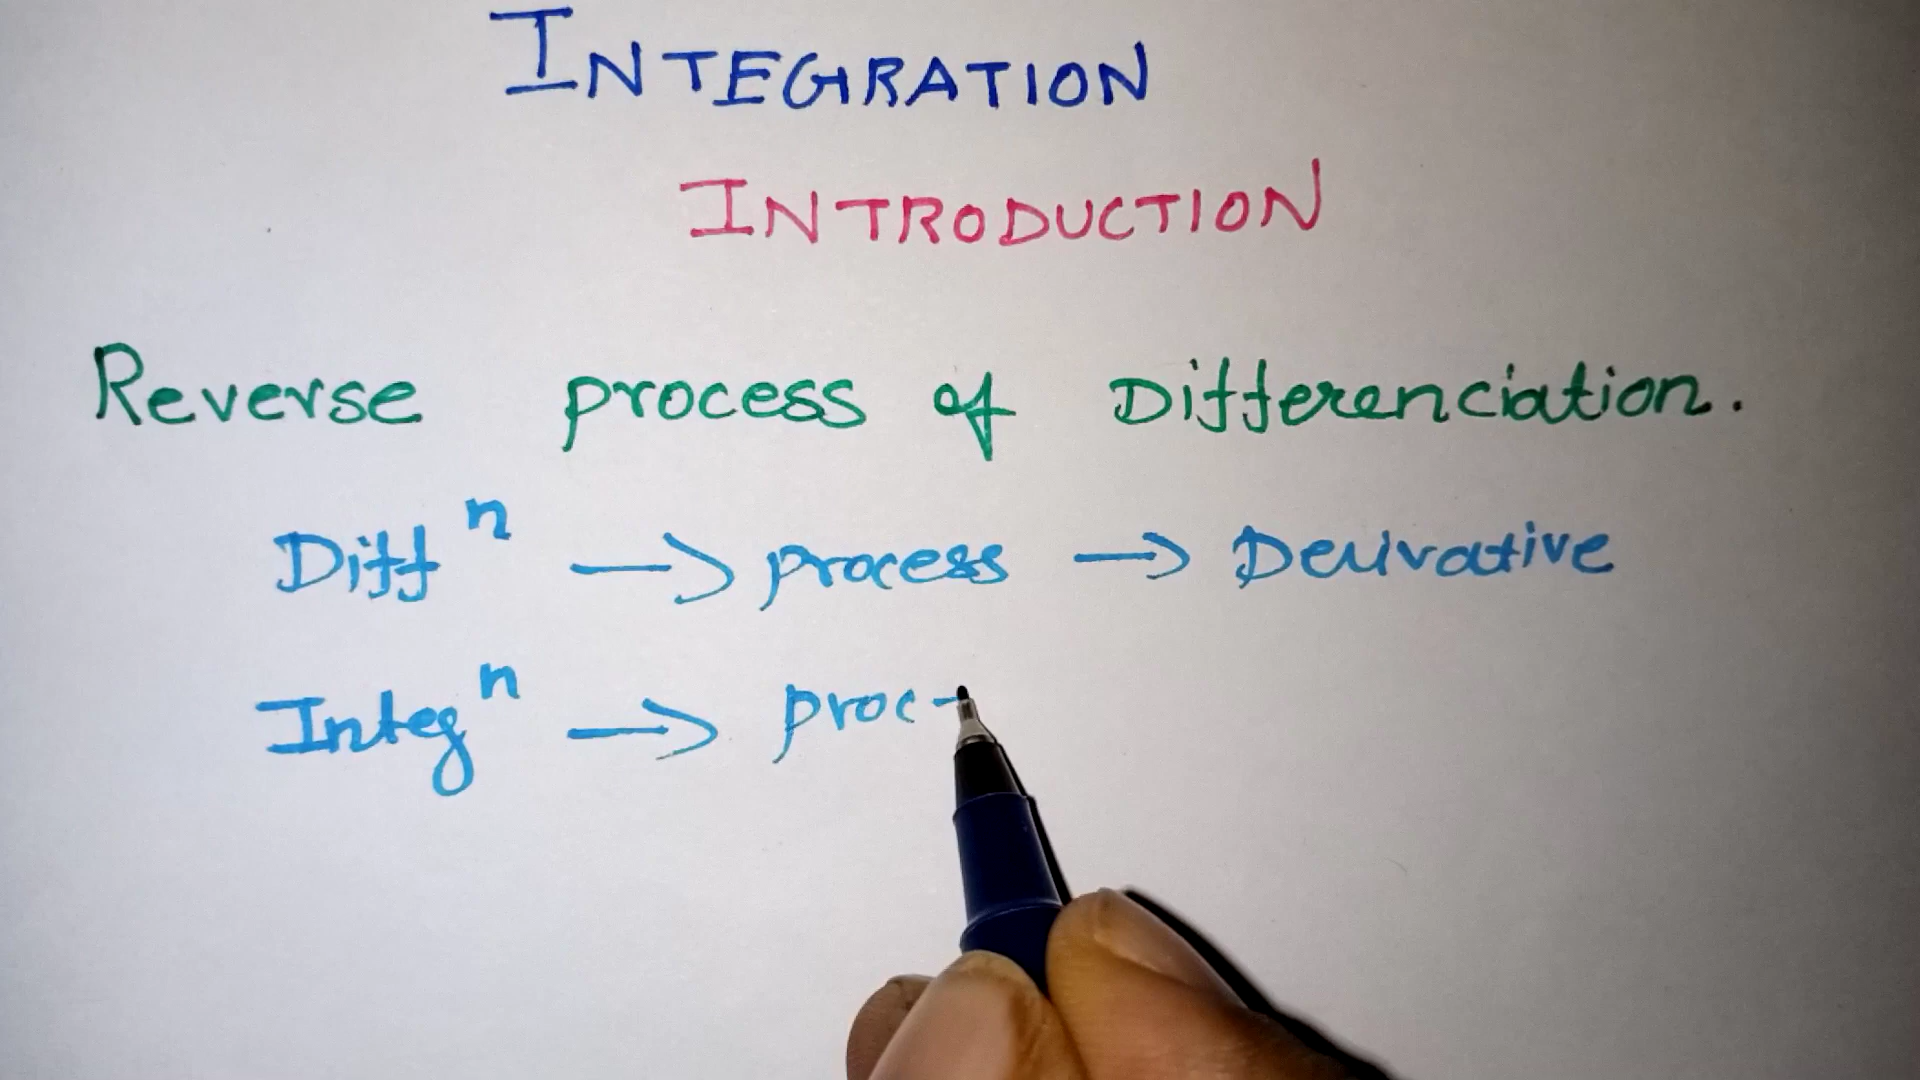 INTEGRATION
INTRODUCTION
Reverse process of Differenciation.
Diffⁿ → process → Derivative
Integⁿ → proc-